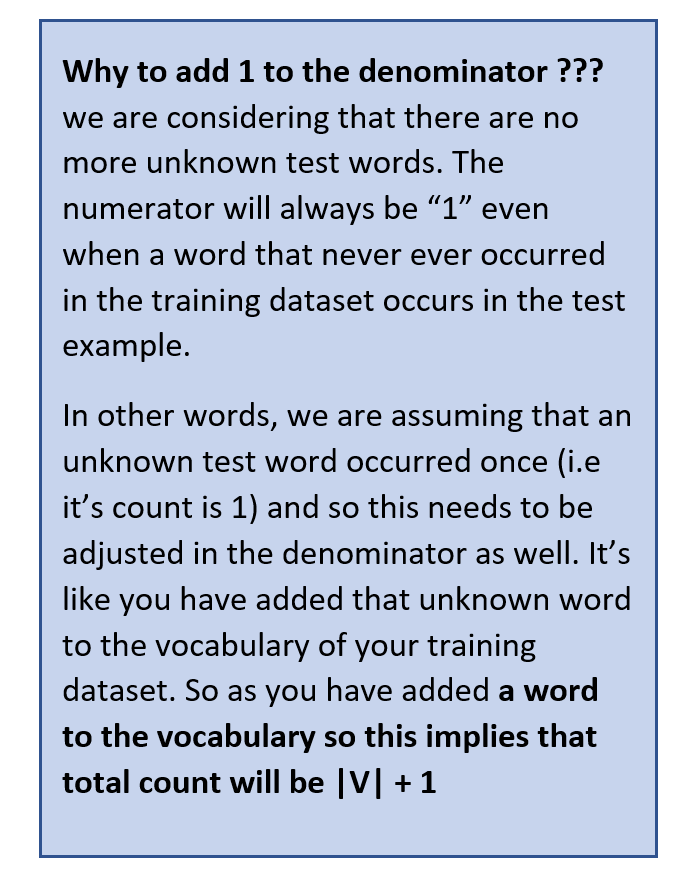 Why to add 1 to the denominator ???
we are considering that there are no
more unknown test words. The
numerator will always be “1” even
when a word that never ever occurred
in the training dataset occurs in the test
example.
In other words, we are assuming that an
unknown test word occurred once (i.e
it’s count is 1) and so this needs to be
adjusted in the denominator as well. It’s
like you have added that unknown word
to the vocabulary of your training
dataset. So as you have added a word
to the vocabulary so this implies that
total count will be |V| + 1